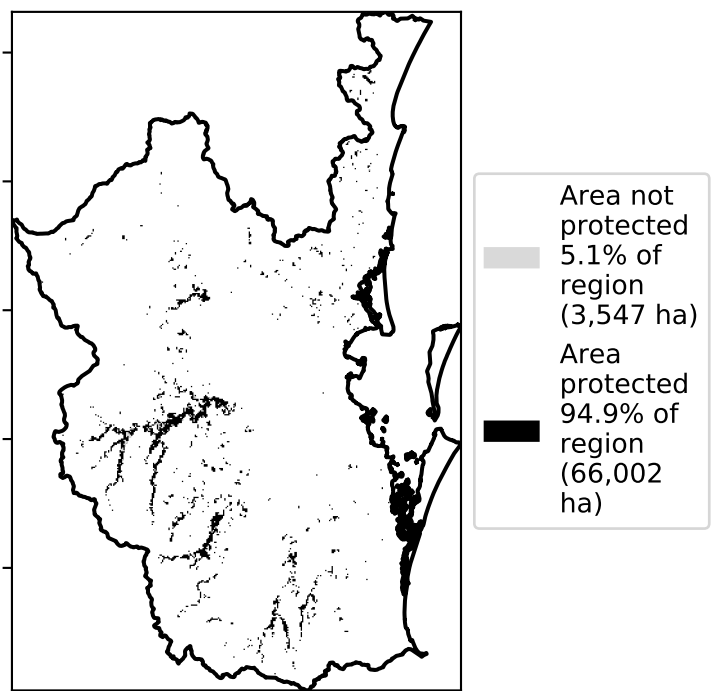 Area not
protected
5.1% of
region
(3,547 ha)
Area
protected
94.9% of
region
(66,002
ha)